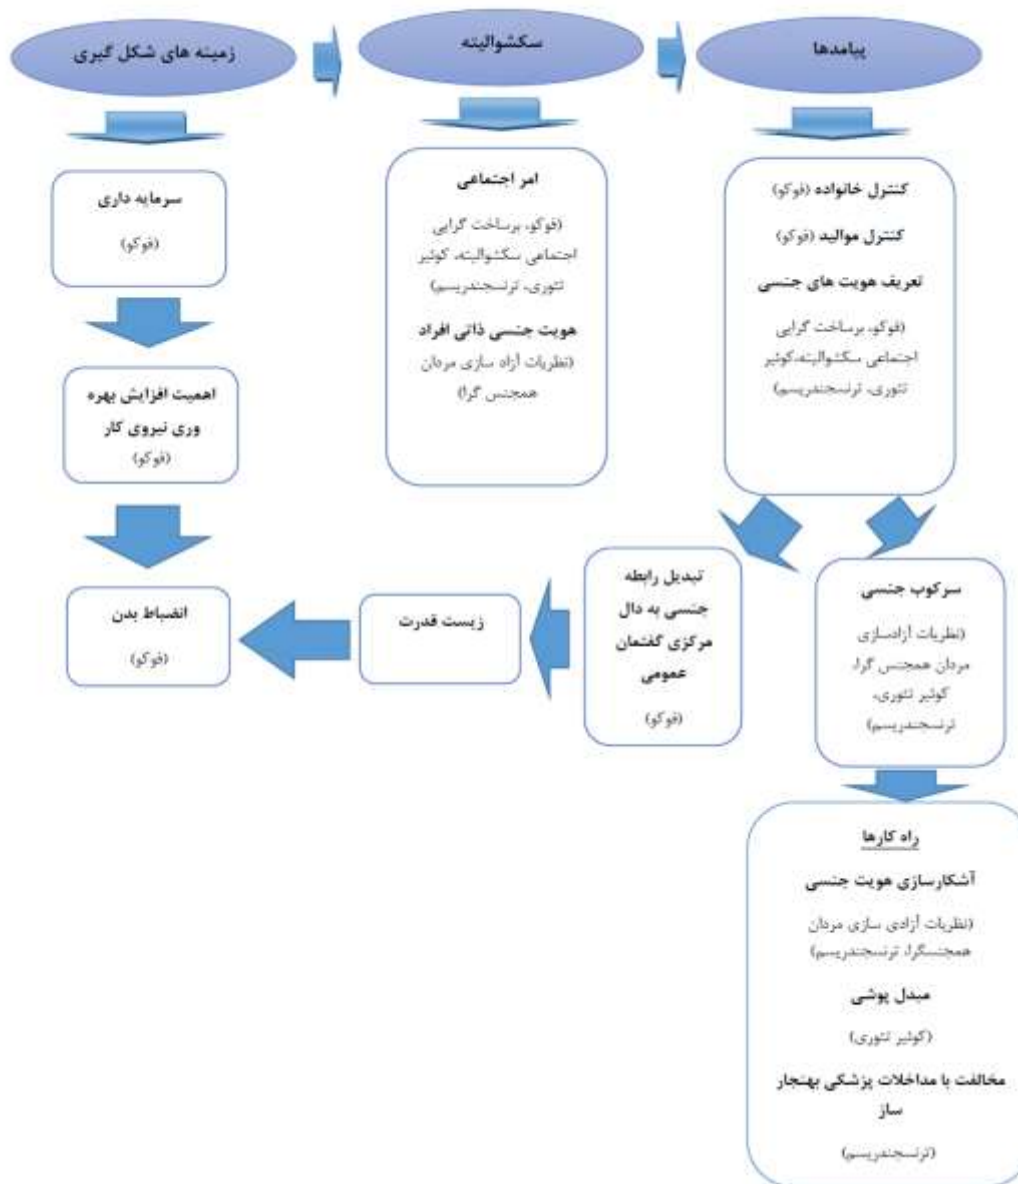 زمینه های شکل گیری
سکشوالیته
پیامدها
سرمایه داری
(فوکو)
اهمیت افزایش بهره
وری نیروی کار
(فوکو)
انضباط بدن
(فوکو)
امر اجتماعی
(فوکو، برساخت گرایی
اجتماعی سکشوالیته، کوئیر
تئوری، ترنسجندریسم)
هویت جنسی ذاتی افراد
(نظریات آزاد سازی مردان
همجنس گرا)
کنترل خانواده (فوکو)
کنترل موالید (فوکو)
تعریف هویت های جنسی
(فوکو، برساخت گرایی
اجتماعی سکشوالیته،کوئیر
تئوری، ترنسجندریسم)
تبدیل رابطه
جنسی به دال
مرکزی گفتمان
عمومی
(فوکو)
زیست قدرت
سرکوب جنسی
(نظریات آزادسازی
مردان همجنس گرا،
کوئیر تئوری،
ترنسجندریسم)
راه کارها
آشکارسازی هویت جنسی
(نظریات آزادی سازی مردان
همجنسگرا، ترنسجندریسم)
مبدل پوشی
(کوئیر تئوری)
مخالفت با مداخلات پزشکی بهنجار
ساز
(ترنسجندریسم)